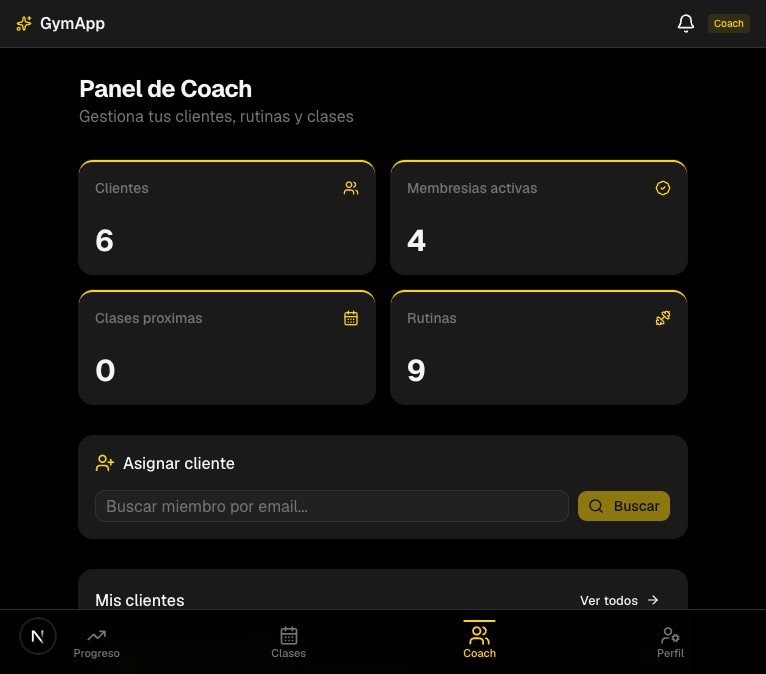 GymApp
Coach
Panel de Coach
Gestiona tus clientes, rutinas y clases
Clientes
6
Membresias activas
4
Clases proximas
0
Rutinas
9
Asignar cliente
Buscar miembro por email...
Buscar
Mis clientes
Ver todos
N
Progreso
Clases
Coach
Perfil